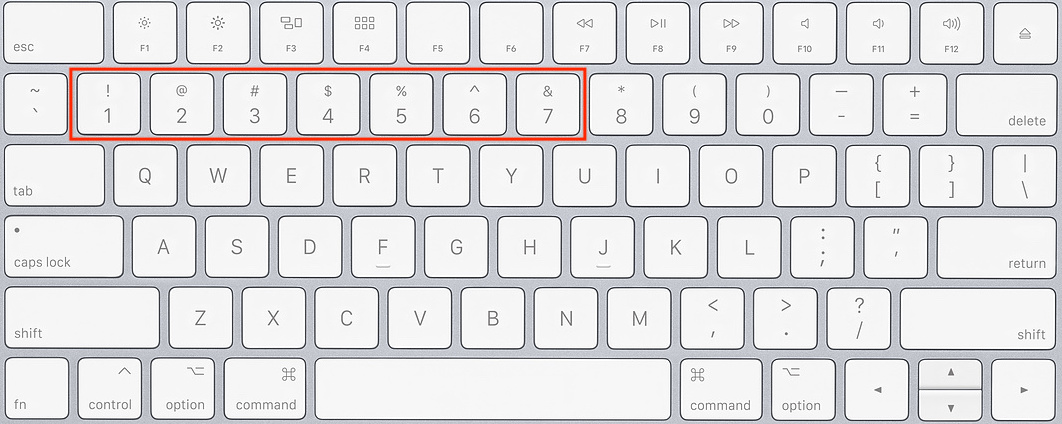 esc F1 F2 F3 F4 F5 F6 F7 F8 F9 F10 F11 F12
~ ! @ # $ % ^ & * ( ) — +
` 1 2 3 4 5 6 7 8 9 0 - = delete
tab Q W E R T Y U I O P { [ } ] | \
caps lock A S D F G H J K L : ; " ' return
shift Z X C V B N M < , > . ? / shift
fn control option command command option